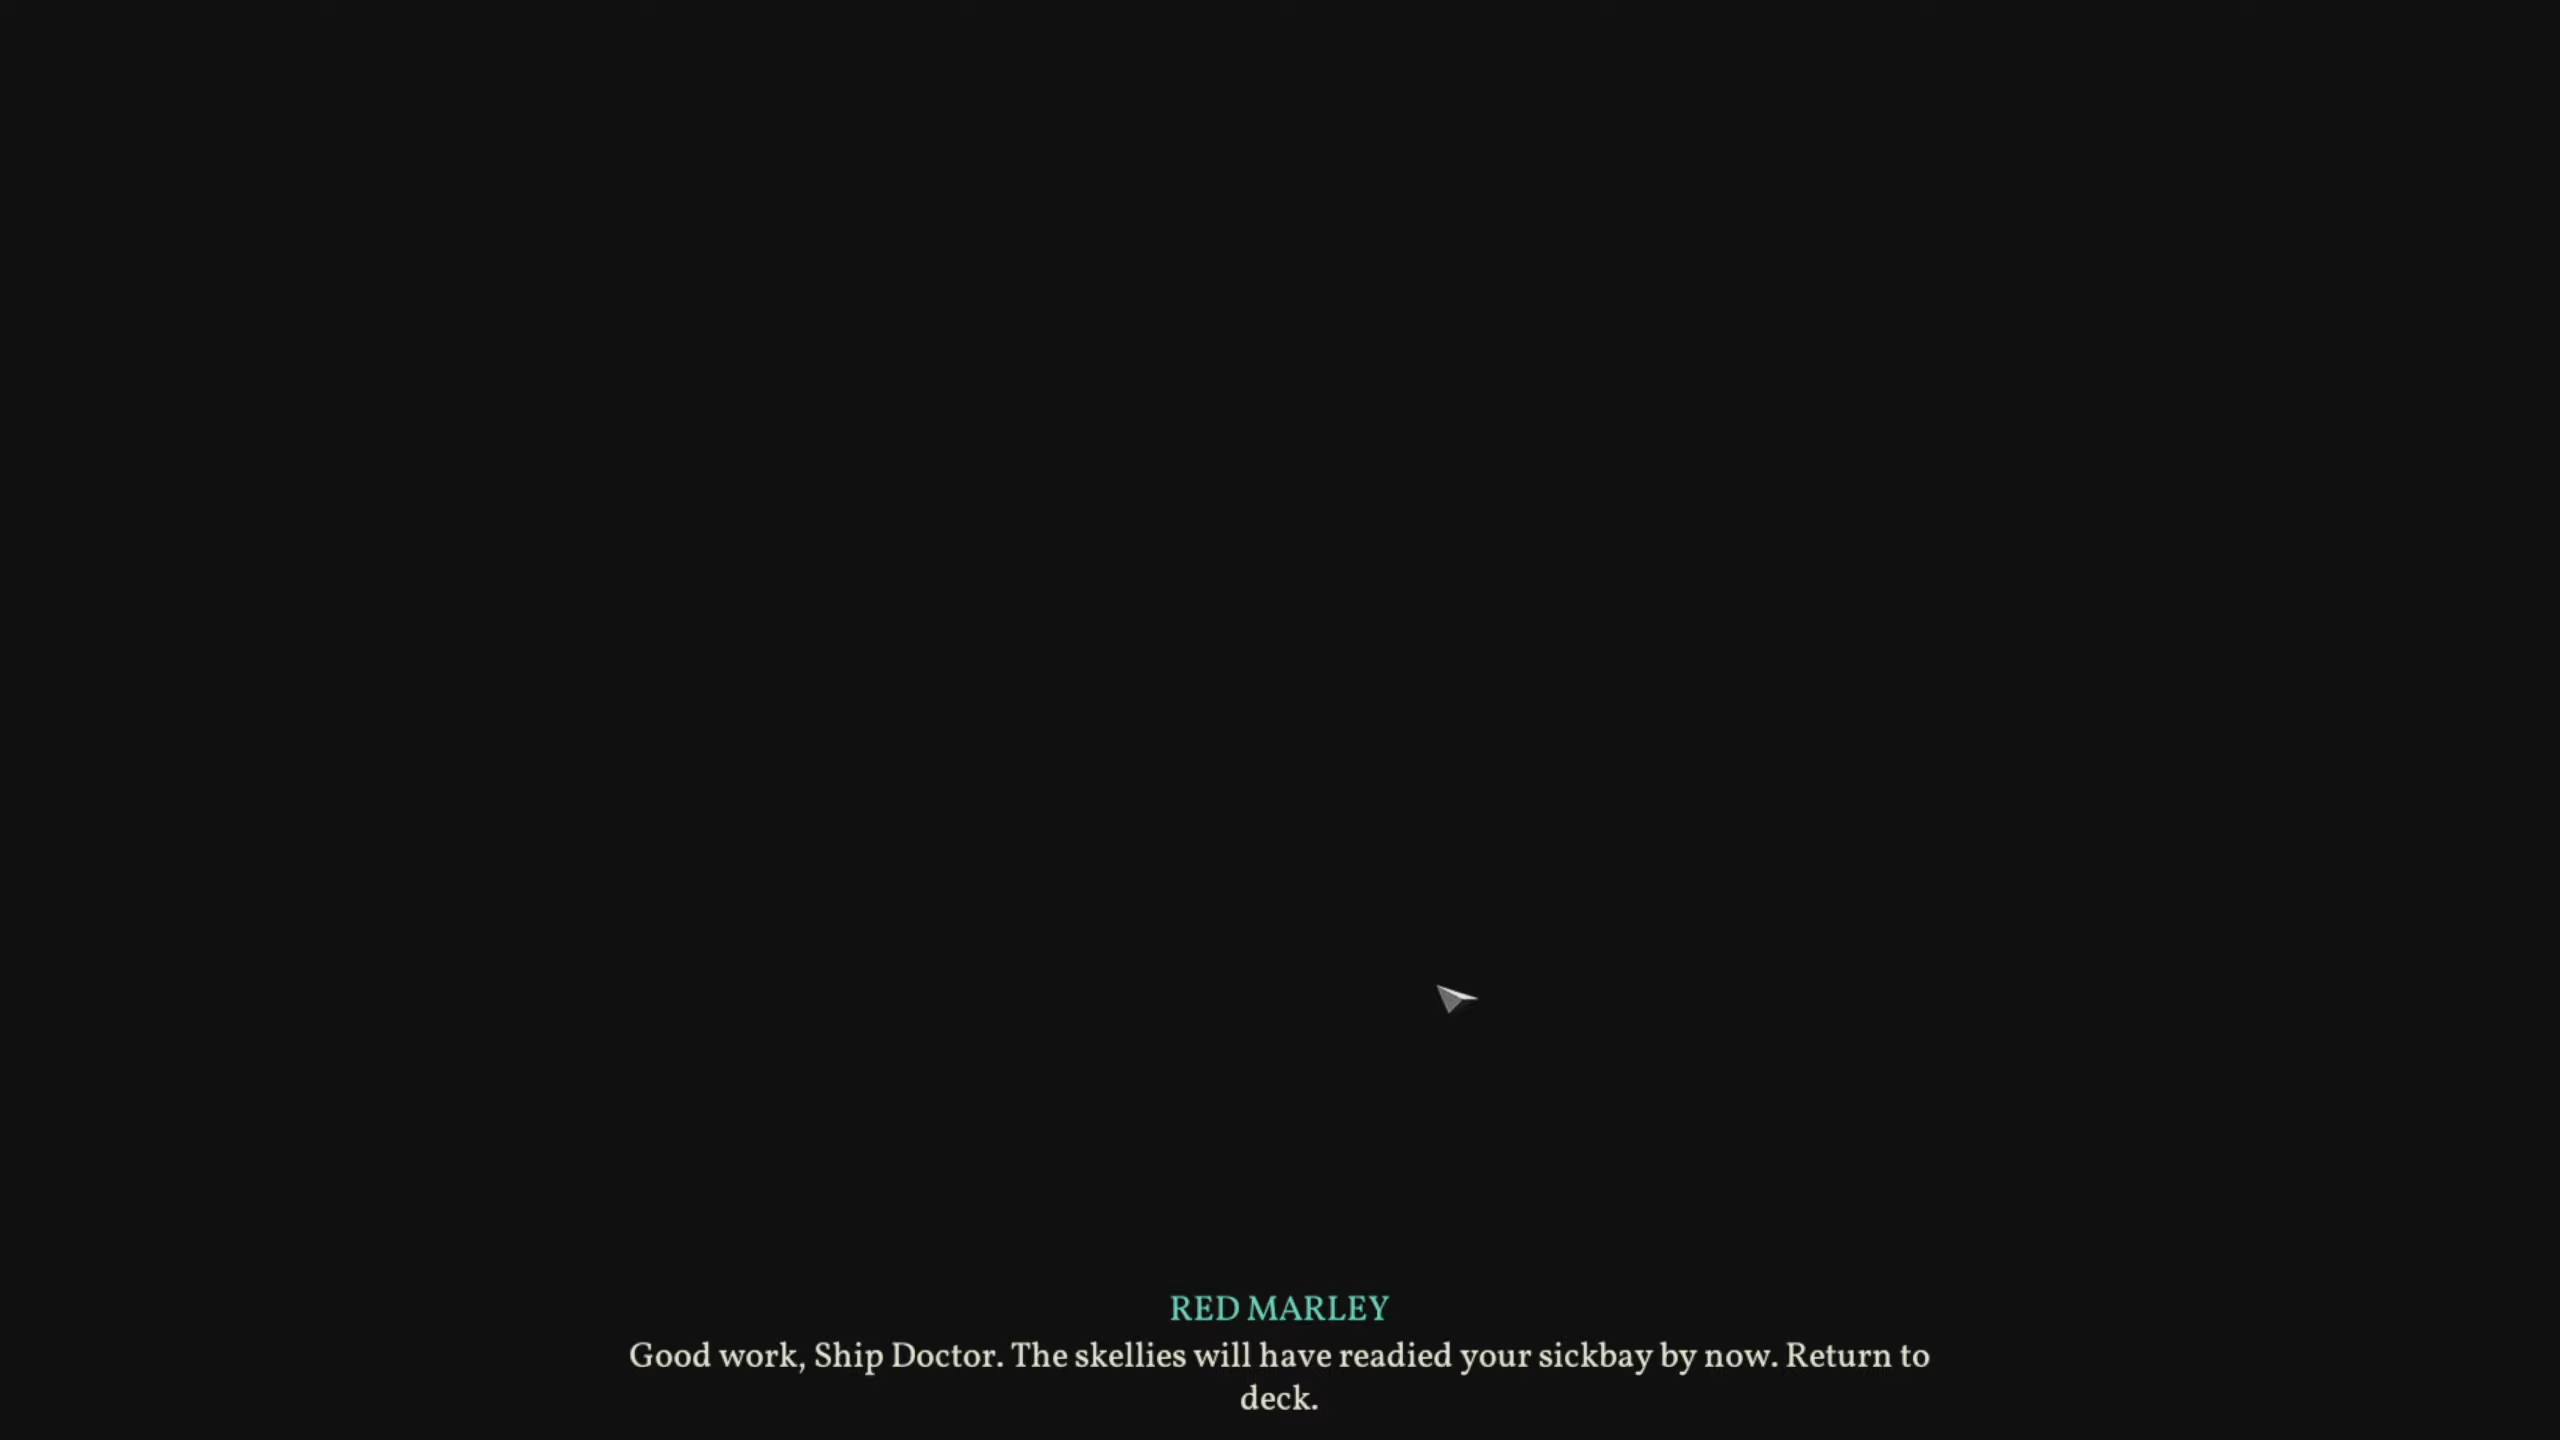 RED MARLEY
Good work, Ship Doctor. The skellies will have readied your sickbay by now. Return to
deck.